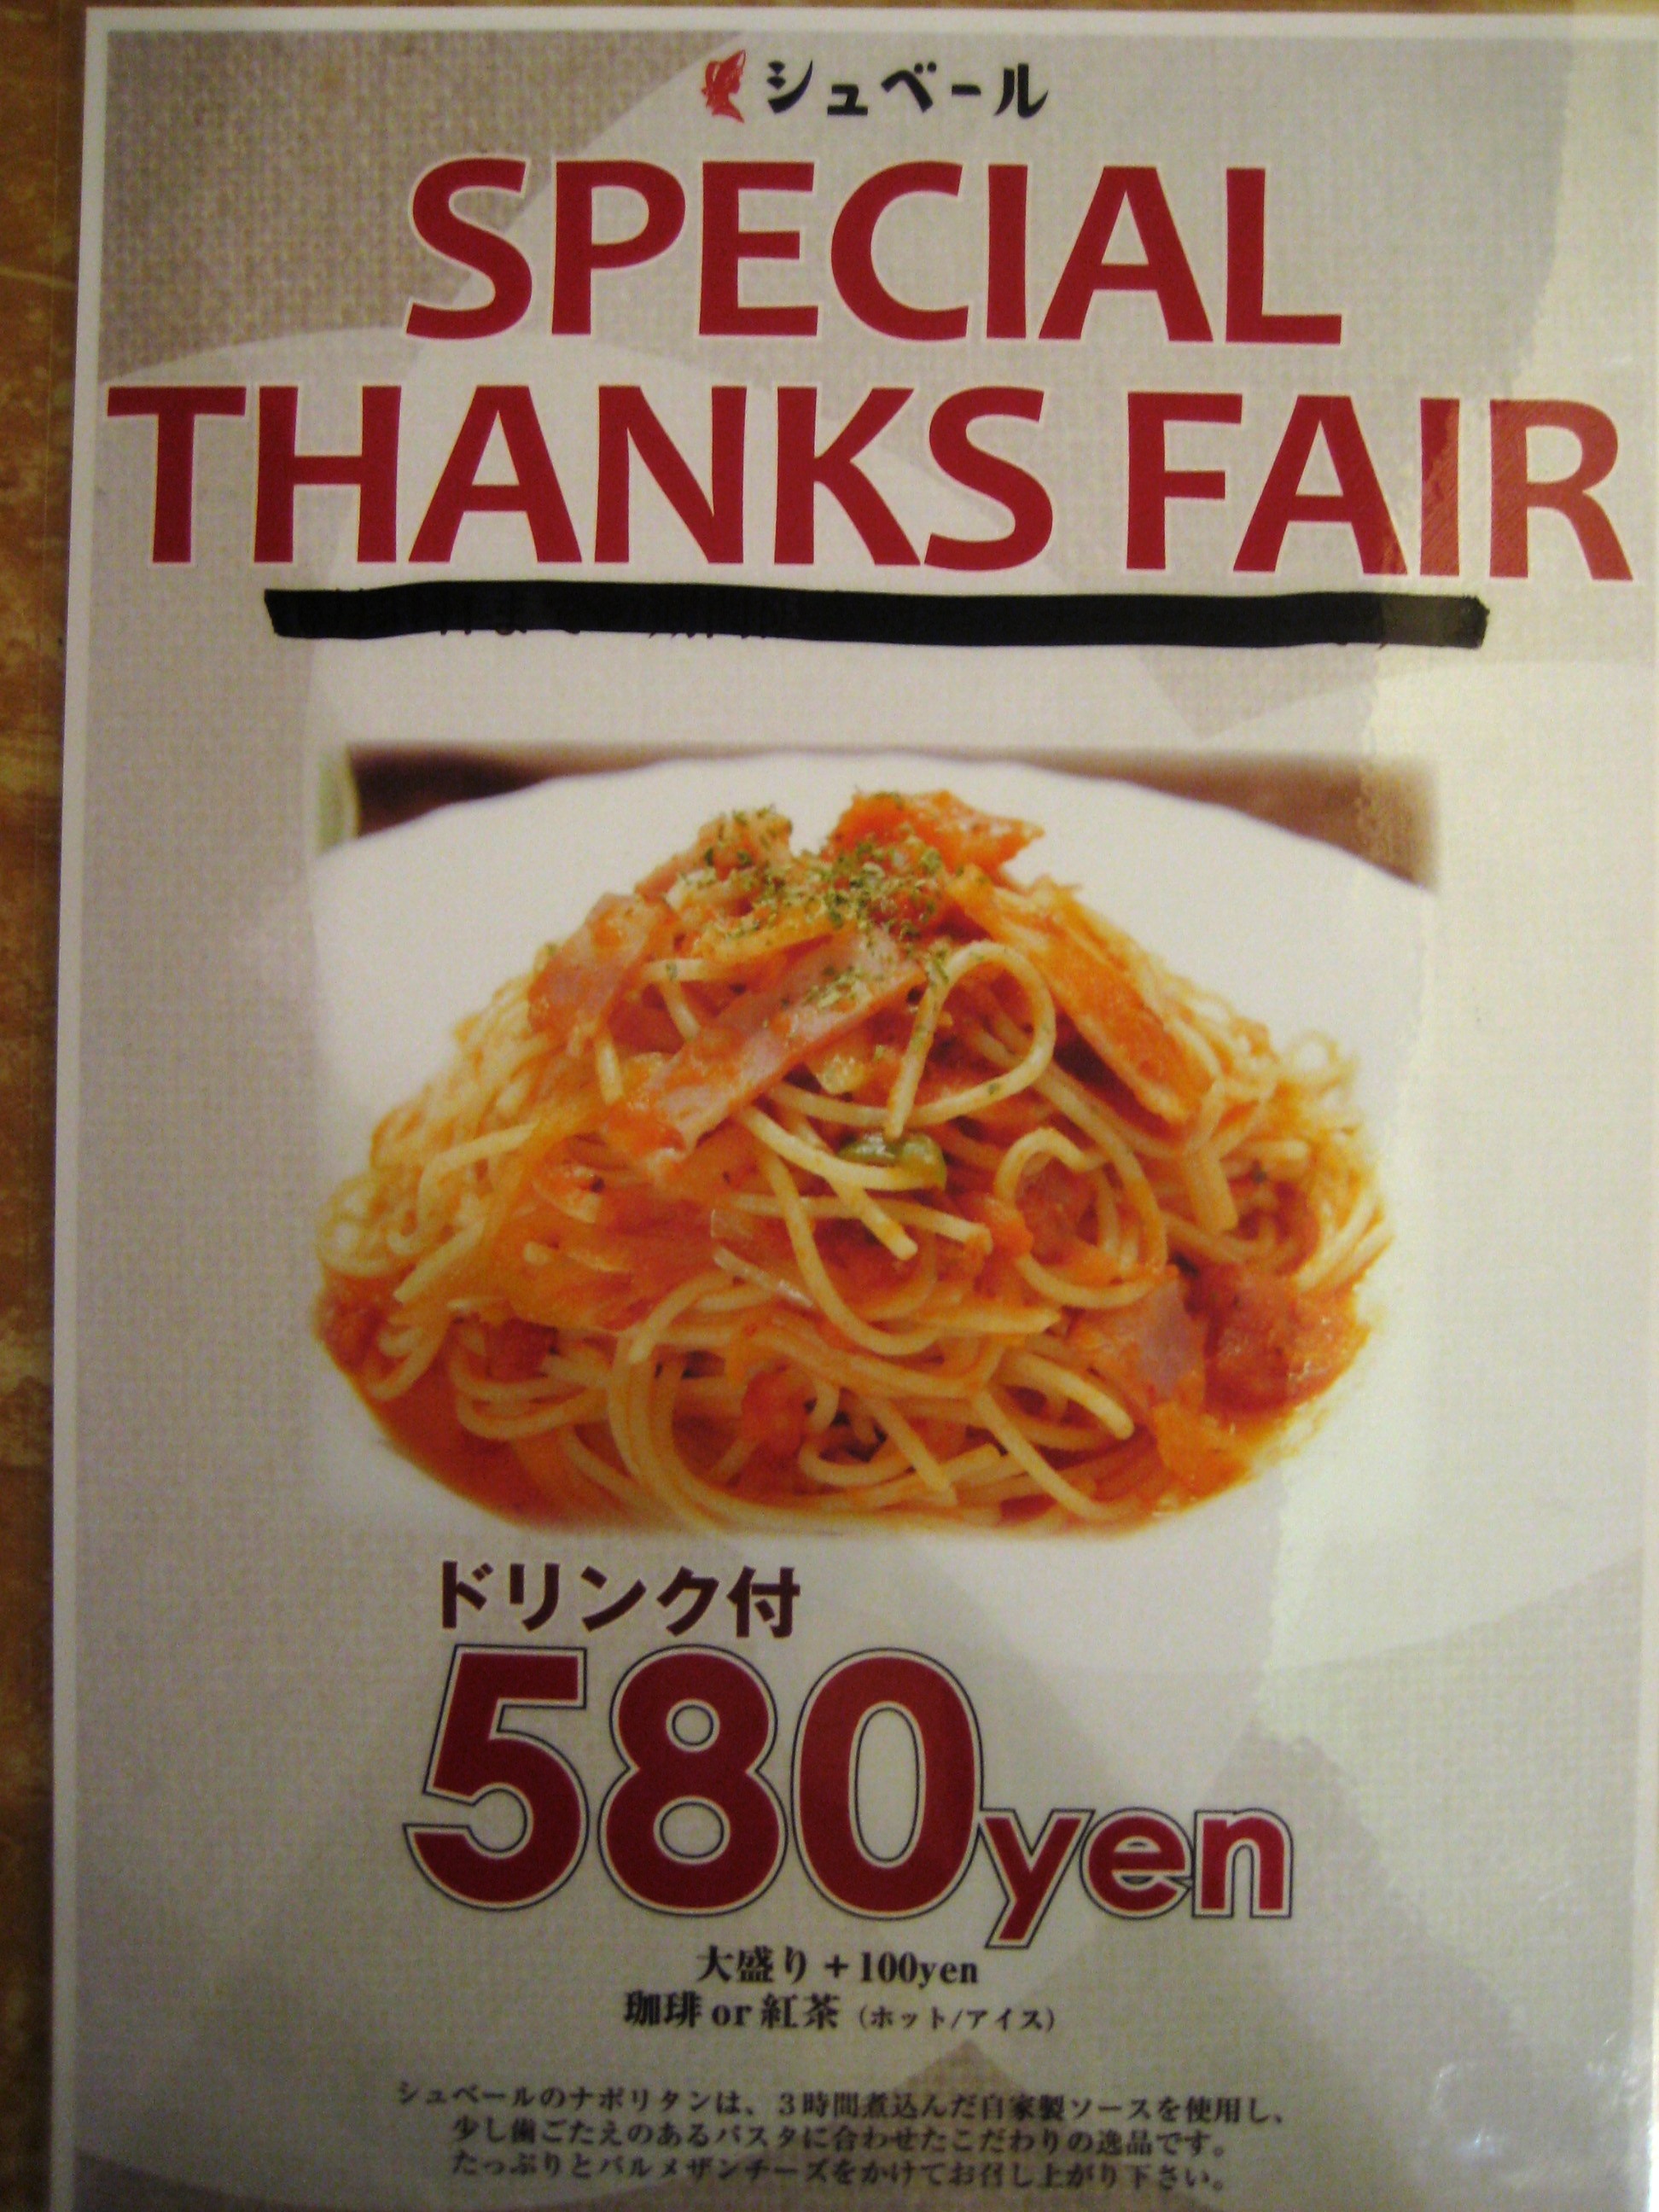 シュベール
SPECIAL
THANKS FAIR
ドリンク付
580yen
大盛り+100yen
珈琲or紅茶（ホット/アイス）
シュベールのナポリタンは、3時間煮込んだ自家製ソースを使用し、
少し歯ごたえのあるパスタに合わせたこだわりの逸品です。
たっぷりとパルメザンチーズをかけてお召し上がり下さい。